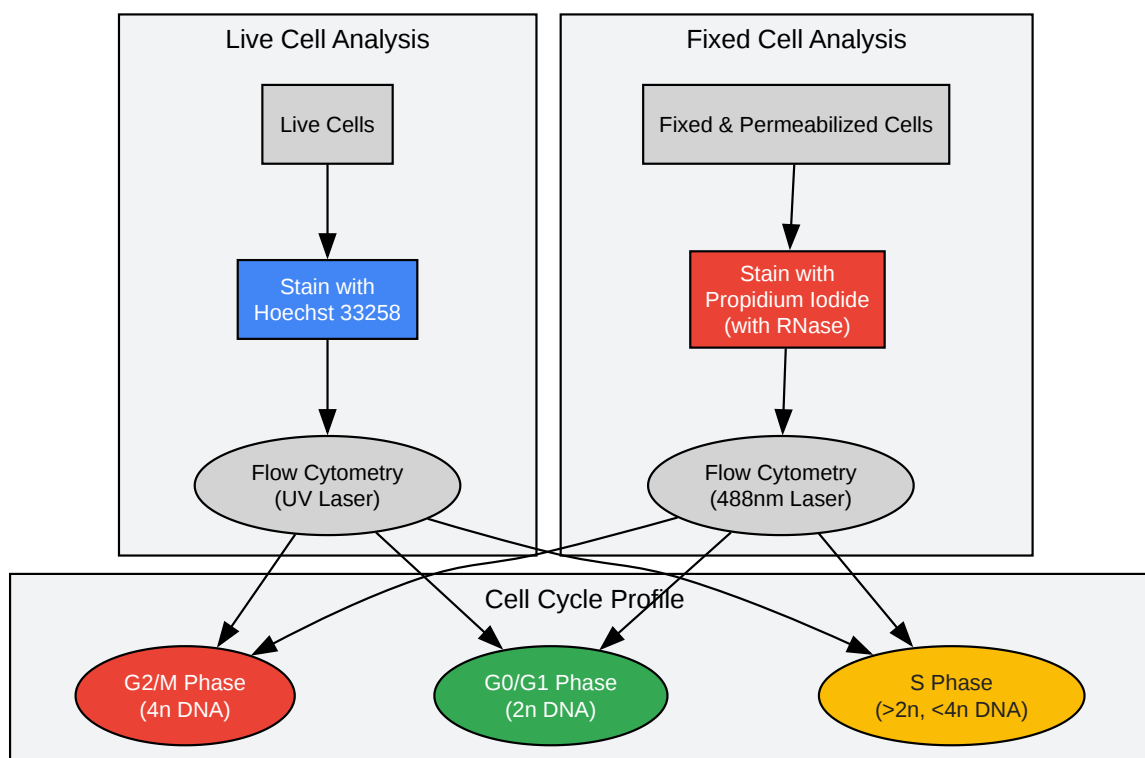 Live Cell Analysis
Fixed Cell Analysis
Live Cells
Fixed & Permeabilized Cells
Stain with
Hoechst 33258
Stain with
Propidium Iodide
(with RNase)
Flow Cytometry
(UV Laser)
Flow Cytometry
(488nm Laser)
Cell Cycle Profile
G2/M Phase
(4n DNA)
G0/G1 Phase
(2n DNA)
S Phase
(>2n, <4n DNA)